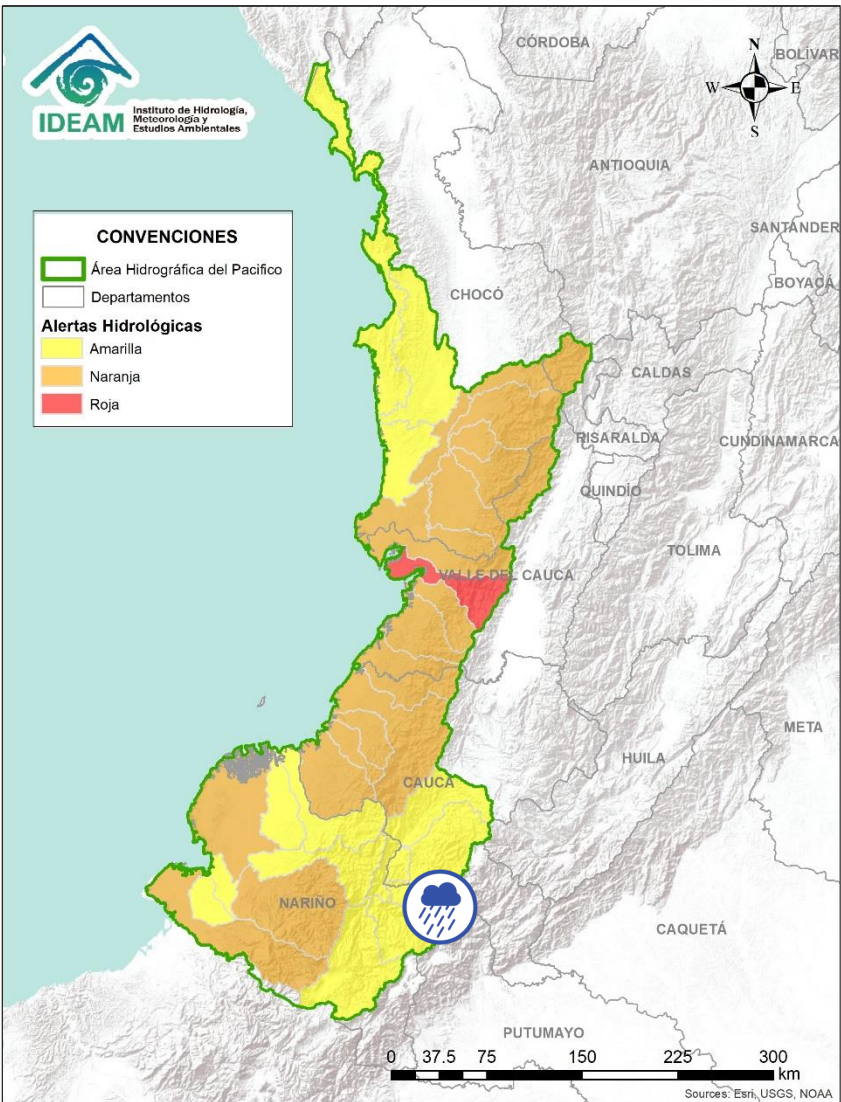 IDEAM
Instituto de Hidrología,
Meteorología y
Estudios Ambientales
N
W
E
S
CÓRDOBA
BOLÍVAR
ANTIOQUIA
SANTANDER
BOYACÁ
CHOCÓ
CONVENCIONES
Área Hidrográfica del Pacifico
Departamentos
Alertas Hidrológicas
Amarilla
Naranja
Roja
CALDAS
RISARALDA
CUNDINAMARCA
QUINDÍO
TOLIMA
VALLE DEL CAUCA
META
HUILA
CAUCA
NARIÑO
CAQUETÁ
PUTUMAYO
0 37.5 75 150 225 300
km
Sources: Esri, USGS, NOAA